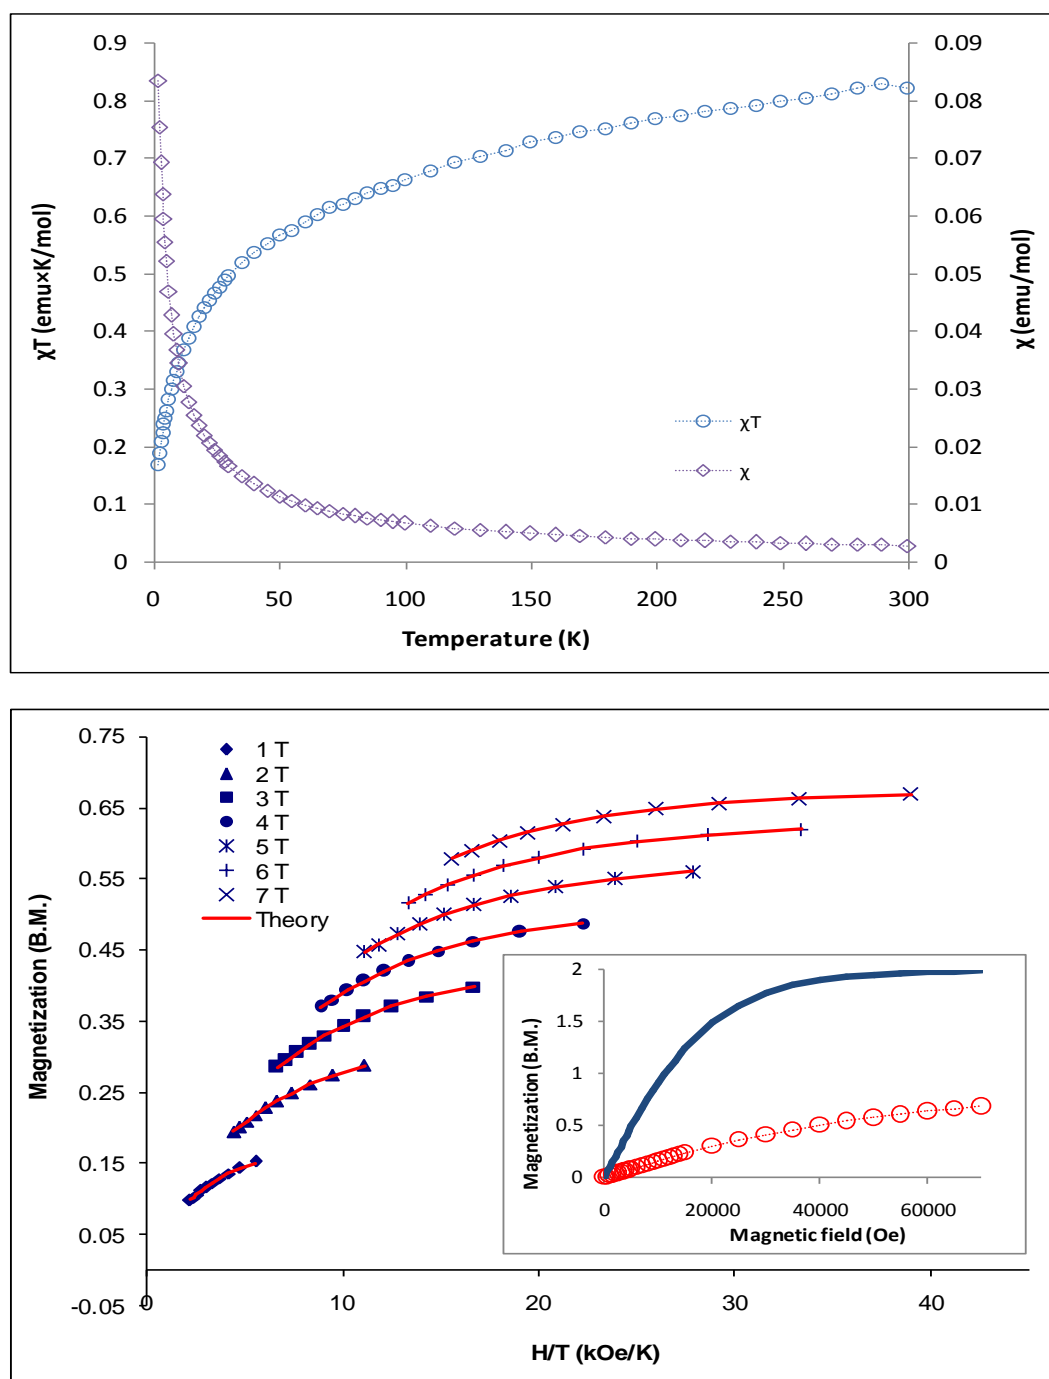 0.9
0.8
0.7
0.6
0.5
0.4
0.3
0.2
0.1
0
χT (emu×K/mol)
0.09
0.08
0.07
0.06
0.05
0.04
0.03
0.02
0.01
0
χ (emu/mol)
χT
χ
0 50 100 150 200 250 300
Temperature (K)
0.75
0.65
0.55
0.45
0.35
0.25
0.15
0.05
-0.05
Magnetization (B.M.)
1 T
2 T
3 T
4 T
5 T
6 T
7 T
Theory
2
1.5
1
0.5
0
Magnetization (B.M.)
0 20000 40000 60000
Magnetic field (Oe)
0 10 20 30 40
H/T (kOe/K)